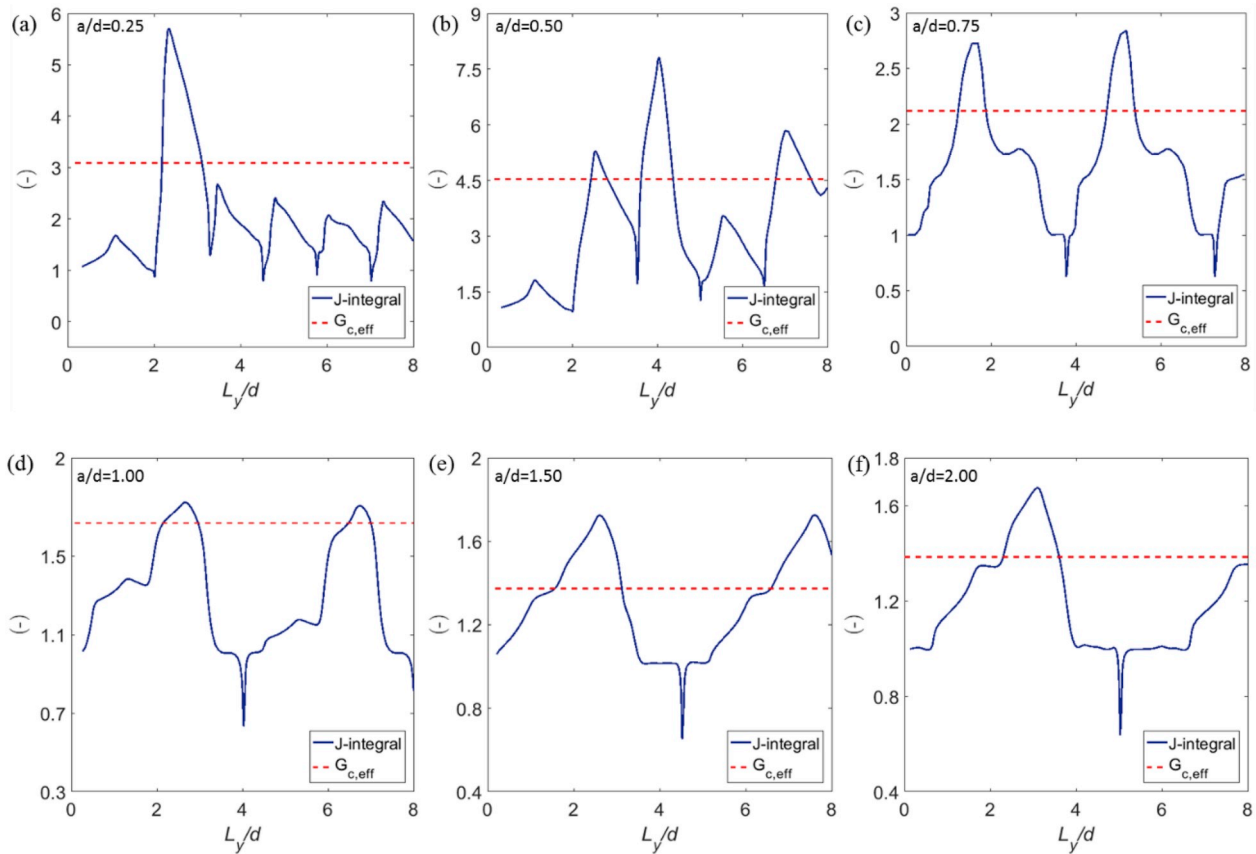 (a)
a/d=0.25
6
5
4
3
2
1
0
(-)
J-integral
G_c,eff
0 2 4 6 8
L_y/d
(b)
a/d=0.50
9
7.5
6
4.5
3
1.5
0
(-)
J-integral
G_c,eff
0 2 4 6 8
L_y/d
(c)
a/d=0.75
3
2.5
2
1.5
1
0.5
0
(-)
J-integral
G_c,eff
0 2 4 6 8
L_y/d
(d)
a/d=1.00
2
1.5
1.1
0.7
0.3
(-)
J-integral
G_c,eff
0 2 4 6 8
L_y/d
(e)
a/d=1.50
2
1.6
1.2
0.8
0.4
(-)
J-integral
G_c,eff
0 2 4 6 8
L_y/d
(f)
a/d=2.00
1.8
1.6
1.2
0.8
0.4
(-)
J-integral
G_c,eff
0 2 4 6 8
L_y/d